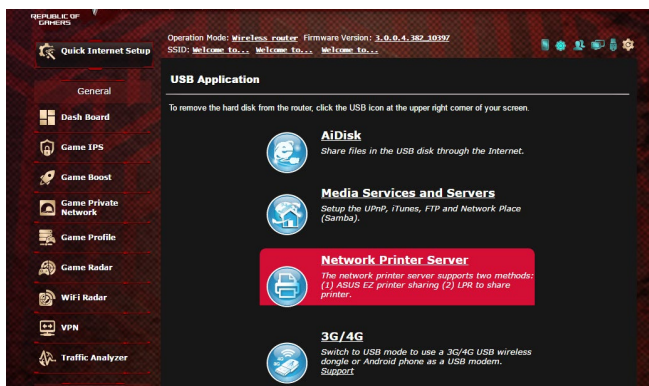 REPUBLIC OF
GAMERS
Quick Internet Setup
Operation Mode: Wireless router Firmware Version: 3.0.0.4.382_10397
SSID: Welcome to... Welcome to... Welcome to...
General
Dash Board
Game IPS
Game Boost
Game Private
Network
Game Profile
Game Radar
WiFi Radar
VPN
Traffic Analyzer
USB Application
To remove the hard disk from the router, click the USB icon at the upper right corner of your screen.
AiDisk
Share files in the USB disk through the Internet.
Media Services and Servers
Setup the UPnP, iTunes, FTP and Network Place
(Samba).
Network Printer Server
The network printer server supports two methods:
(1) ASUS EZ printer sharing (2) LPR to share
printer.
3G/4G
Switch to USB mode to use a 3G/4G USB wireless
dongle or Android phone as a USB modem.
Support